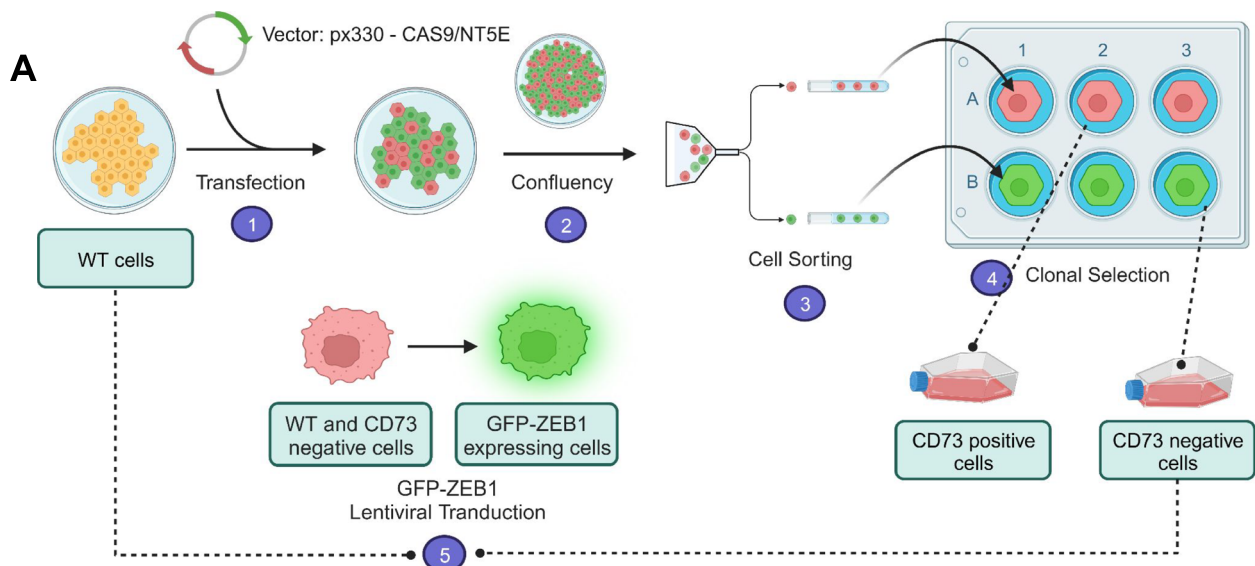 A
Vector: px330 - CAS9/NT5E
Transfection
1
WT cells
Confluency
2
Cell Sorting
3
1 2 3
A
B
4
Clonal Selection
WT and CD73
negative cells
GFP-ZEB1
expressing cells
CD73 positive
cells
CD73 negative
cells
GFP-ZEB1
Lentiviral Tranduction
5